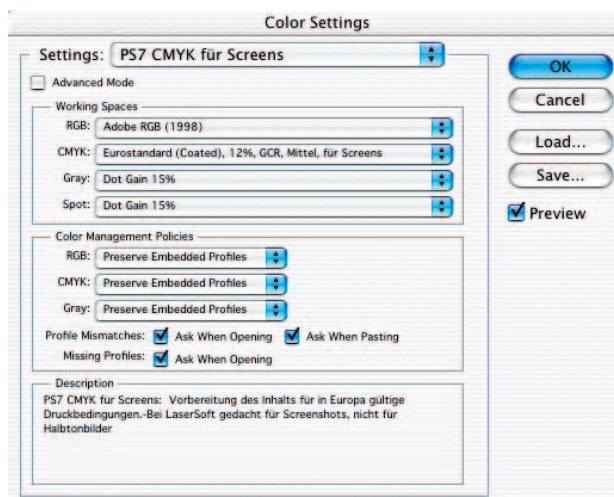 Color Settings
Settings: PS7 CMYK für Screens
OK
Advanced Mode
Cancel
Working Spaces
RGB: Adobe RGB (1998)
Load...
CMYK: Eurostandard (Coated), 12%, GCR, Mittel, für Screens
Gray: Dot Gain 15%
Save...
Spot: Dot Gain 15%
Preview
Color Management Policies
RGB: Preserve Embedded Profiles
CMYK: Preserve Embedded Profiles
Gray: Preserve Embedded Profiles
Profile Mismatches: Ask When Opening Ask When Pasting
Missing Profiles: Ask When Opening
Description
PS7 CMYK für Screens: Vorbereitung des Inhalts für in Europa gültige
Druckbedingungen.-Bei LaserSoft gedacht für Screenshots, nicht für
Halbtonbilder